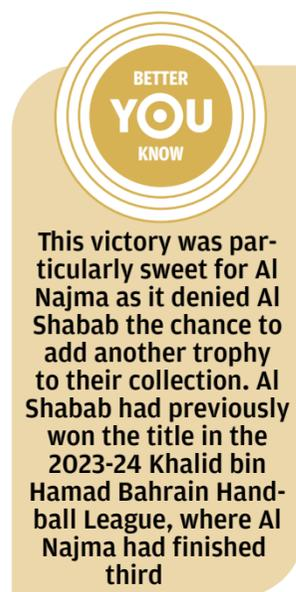 BETTER
YOU
KNOW
This victory was par-
ticularly sweet for Al
Najma as it denied Al
Shabab the chance to
add another trophy
to their collection. Al
Shabab had previously
won the title in the
2023-24 Khalid bin
Hamad Bahrain Hand-
ball League, where Al
Najma had finished
third